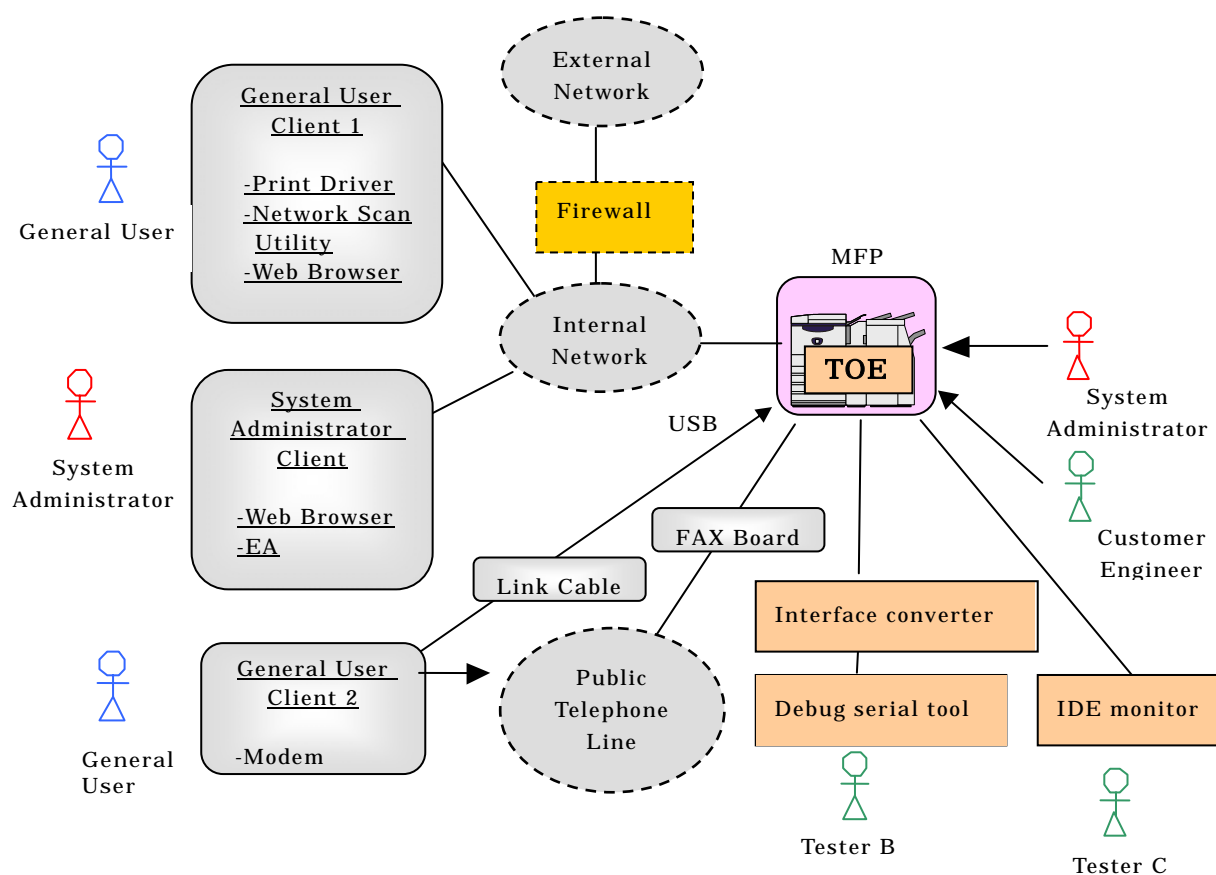 External
Network
General User
Client 1
-Print Driver
-Network Scan
Utility
-Web Browser
General User
Firewall
MFP
Internal
Network
TOE
System
Administrator
Client
-Web Browser
-EA
System
Administrator
USB
System
Administrator
FAX Board
Customer
Engineer
Link Cable
Interface converter
General User
Client 2
-Modem
General
User
Public
Telephone
Line
Debug serial tool
IDE monitor
Tester B
Tester C